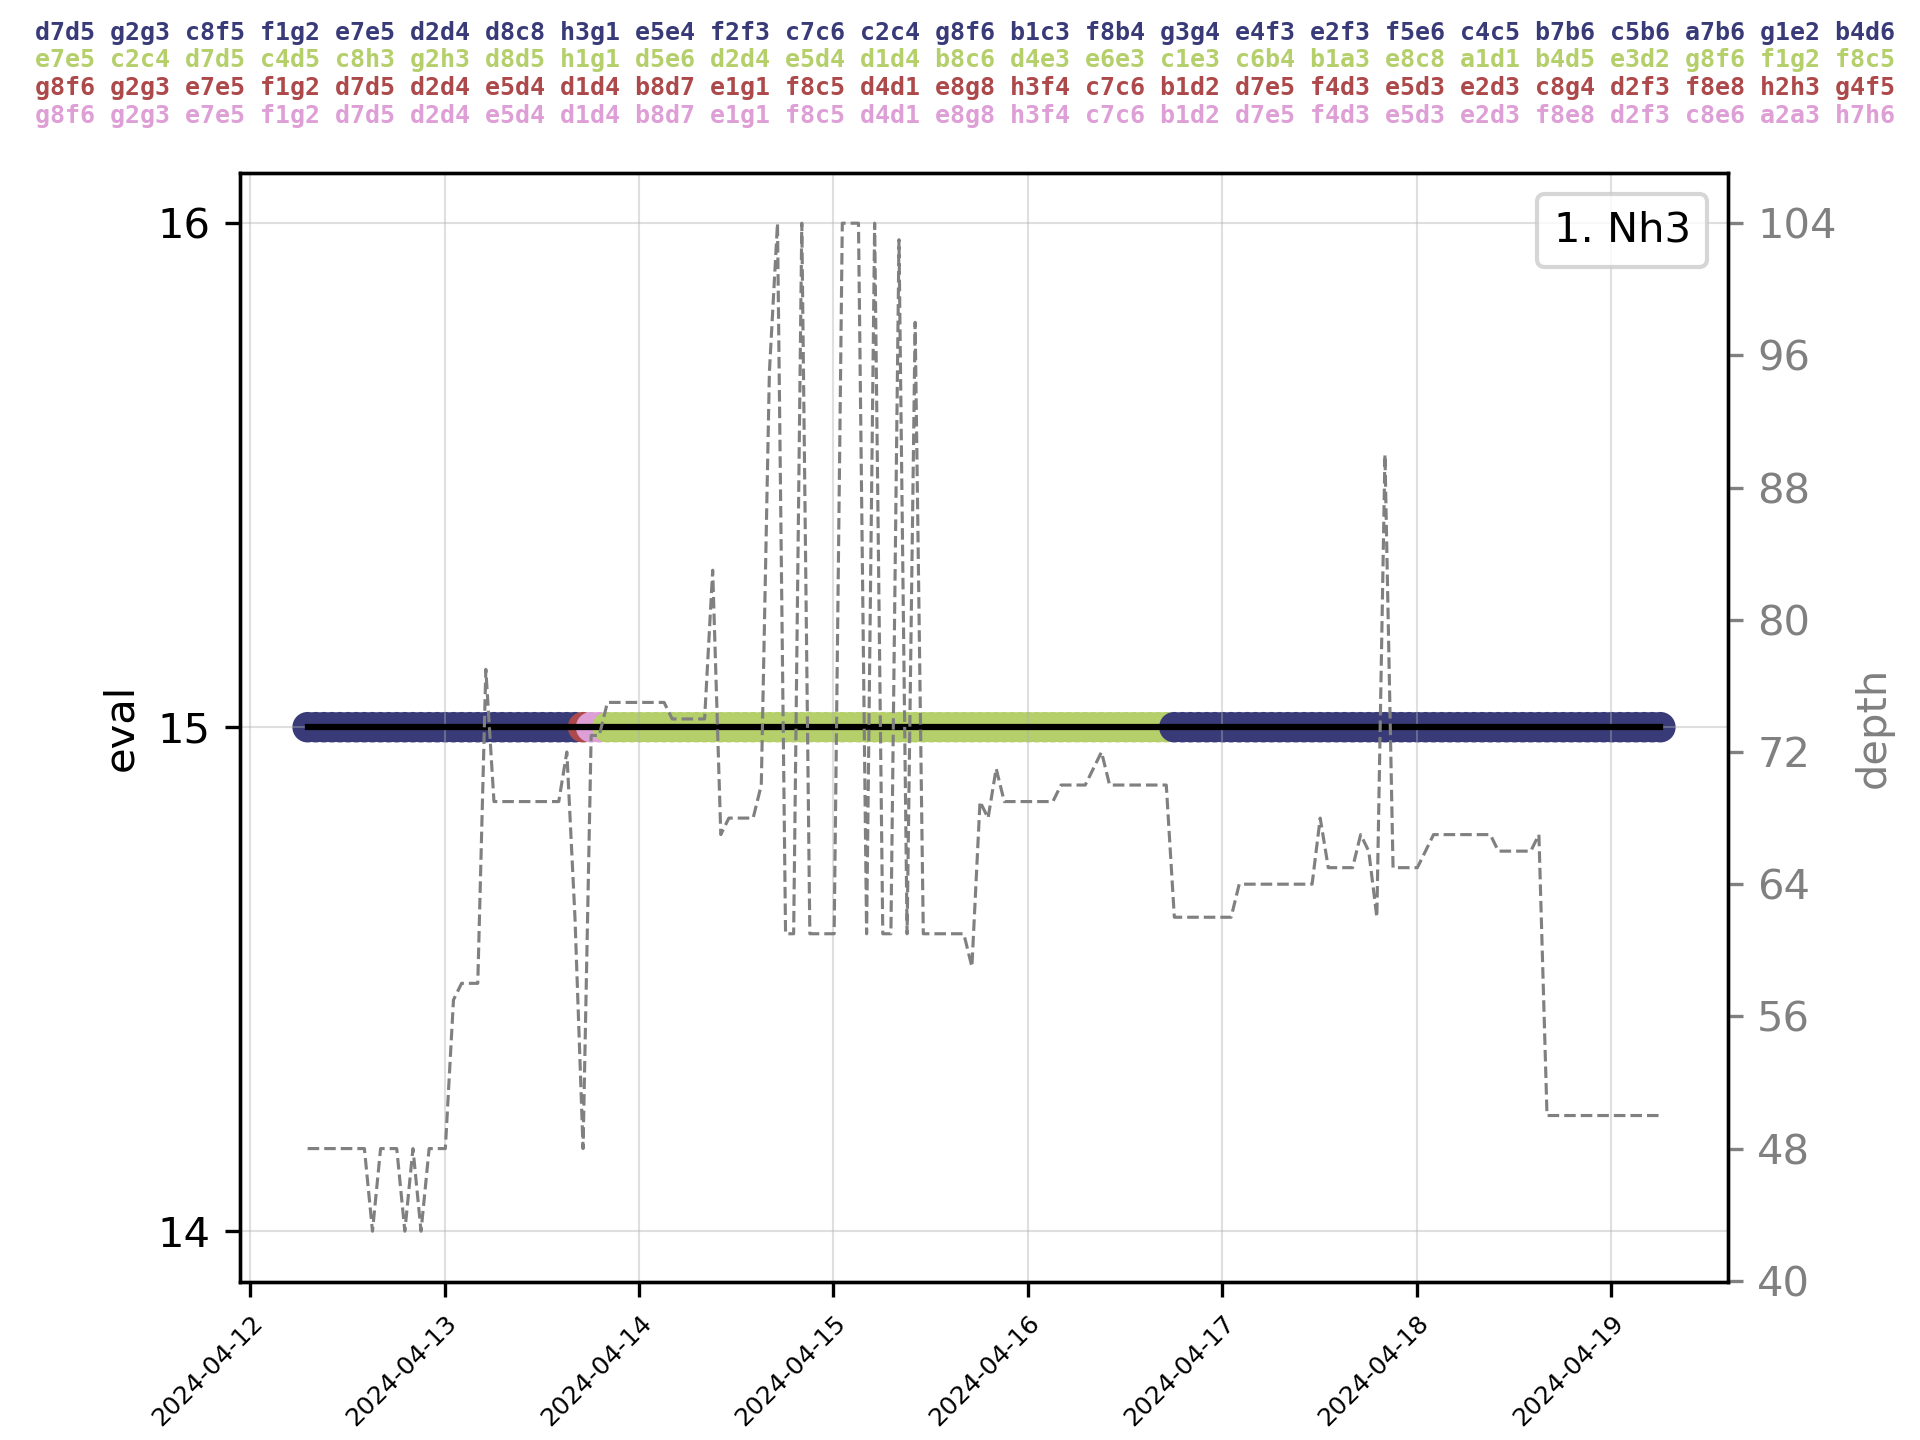 d7d5 g2g3 c8f5 f1g2 e7e5 d2d4 d8c8 h3g1 e5e4 f2f3 c7c6 c2c4 g8f6 b1c3 f8b4 g3g4 e4f3 e2f3 f5e6 c4c5 b7b6 c5b6 a7b6 g1e2 b4d6
e7e5 c2c4 d7d5 c4d5 c8h3 g2h3 d8d5 h1g1 d5e6 d2d4 e5d4 d1d4 b8c6 d4e3 e6e3 c1e3 c6b4 b1a3 e8c8 a1d1 b4d5 e3d2 g8f6 f1g2 f8c5
g8f6 g2g3 e7e5 f1g2 d7d5 d2d4 e5d4 d1d4 b8d7 e1g1 f8c5 d4d1 e8g8 h3f4 c7c6 b1d2 d7e5 f4d3 e5d3 e2d3 c8g4 d2f3 f8e8 h2h3 g4f5
g8f6 g2g3 e7e5 f1g2 d7d5 d2d4 e5d4 d1d4 b8d7 e1g1 f8c5 d4d1 e8g8 h3f4 c7c6 b1d2 d7e5 f4d3 e5d3 e2d3 f8e8 d2f3 c8e6 a2a3 h7h6
1. Nh3
eval
16
15
14
104
96
88
80
72
64
56
48
40
depth
2024-04-12
2024-04-13
2024-04-14
2024-04-15
2024-04-16
2024-04-17
2024-04-18
2024-04-19